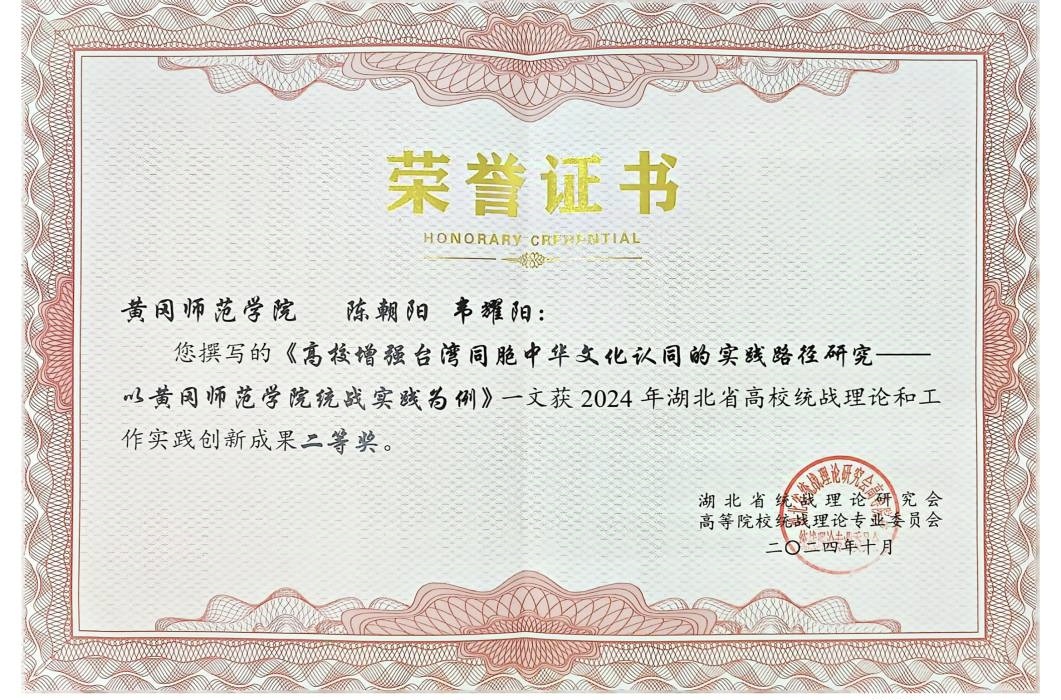 荣誉证书
HONORARY CREDENTIAL
黄冈师范学院 陈朝阳 韦耀阳：
您撰写的《高校增强台湾同胞中华文化认同的实践路径研究——
以黄冈师范学院统战实践为例》一文获 2024 年湖北省高校统战理论和工
作实践创新成果二等奖。
湖北省统战理论研究会
高等院校统战理论专业委员会
二〇二四年十月